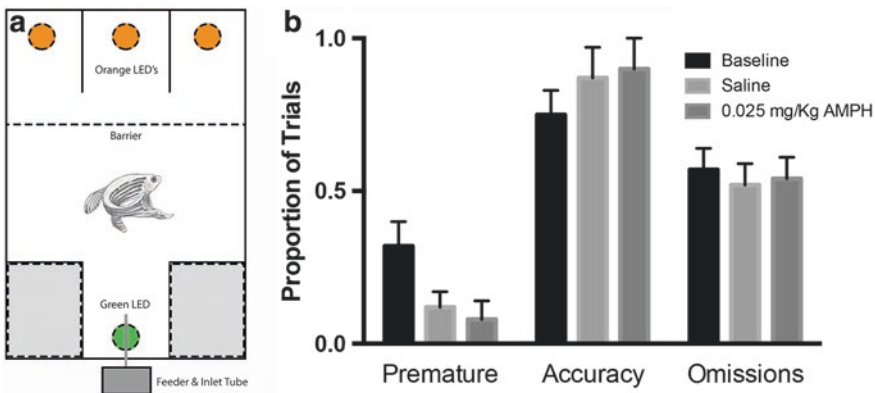 a
Orange LED's
Barrier
Green LED
Feeder & Inlet Tube
b
Proportion of Trials
1.0
0.5
0.0
Baseline
Saline
0.025 mg/Kg AMPH
Premature Accuracy Omissions